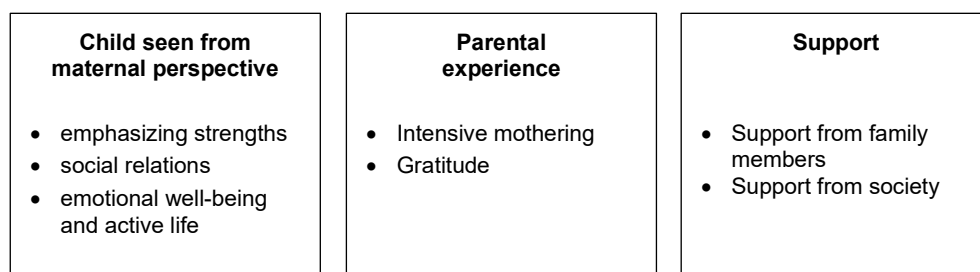 Child seen from
maternal perspective
• emphasizing strengths
• social relations
• emotional well-being
and active life
Parental
experience
• Intensive mothering
• Gratitude
Support
• Support from family
members
• Support from society